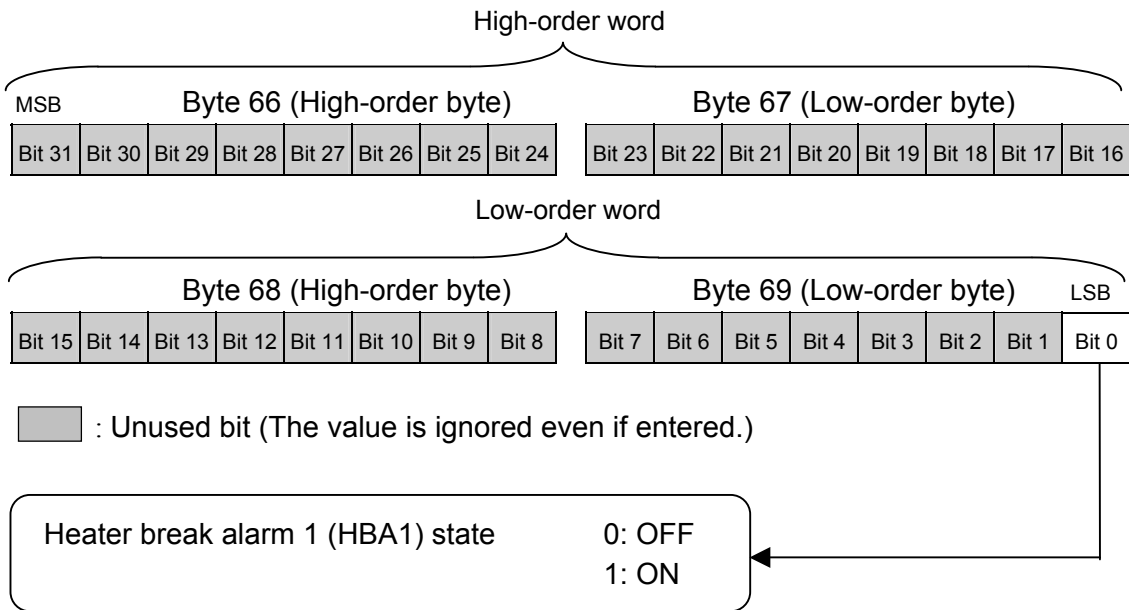 High-order word
MSB Byte 66 (High-order byte) Byte 67 (Low-order byte)
Bit 31 Bit 30 Bit 29 Bit 28 Bit 27 Bit 26 Bit 25 Bit 24 Bit 23 Bit 22 Bit 21 Bit 20 Bit 19 Bit 18 Bit 17 Bit 16
Low-order word
Byte 68 (High-order byte) Byte 69 (Low-order byte) LSB
Bit 15 Bit 14 Bit 13 Bit 12 Bit 11 Bit 10 Bit 9 Bit 8 Bit 7 Bit 6 Bit 5 Bit 4 Bit 3 Bit 2 Bit 1 Bit 0
: Unused bit (The value is ignored even if entered.)
Heater break alarm 1 (HBA1) state 0: OFF
1: ON